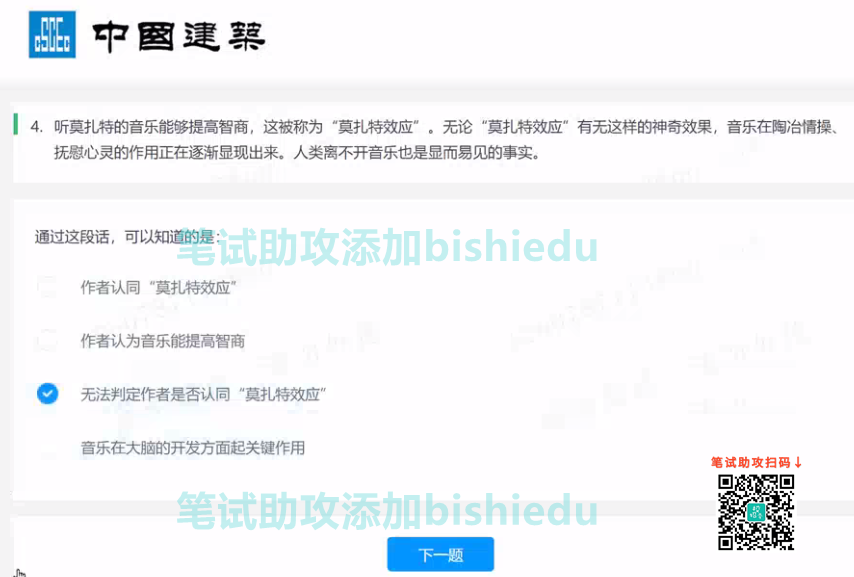 CSCEC
中國建築
4. 听莫扎特的音乐能够提高智商，这被称为“莫扎特效应”。无论“莫扎特效应”有无这样的神奇效果，音乐在陶冶情操、
抚慰心灵的作用正在逐渐显现出来。人类离不开音乐也是显而易见的事实。
通过这段话，可以知道的是：
笔试助攻添加bishiedu
作者认同“莫扎特效应”
作者认为音乐能提高智商
无法判定作者是否认同“莫扎特效应”
音乐在大脑的开发方面起关键作用
笔试助攻扫码↓
笔试助攻添加bishiedu
下一题